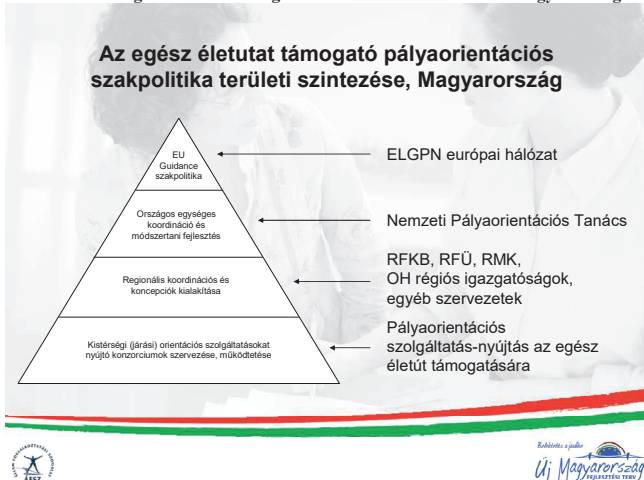 Az egész életutat támogató pályaorientációs
szakpolitika területi szintezése, Magyarország
EU
Guidance
szakpolitika
ELGPN európai hálózat
Országos egységes
koordináció és
módszertani fejlesztés
Nemzeti Pályaorientációs Tanács
Regionális koordinációs és
koncepciók kialakítása
RFKB, RFÜ, RMK,
OH régiós igazgatóságok,
egyéb szervezetek
Kistérségi (járási) orientációs szolgáltatásokat
nyújtó konzorciumok szervezése, működtetése
Pályaorientációs
szolgáltatás-nyújtás az egész
életút támogatására
ÁFSZ
Új Magyarország
FEJLESZTÉSI TERV